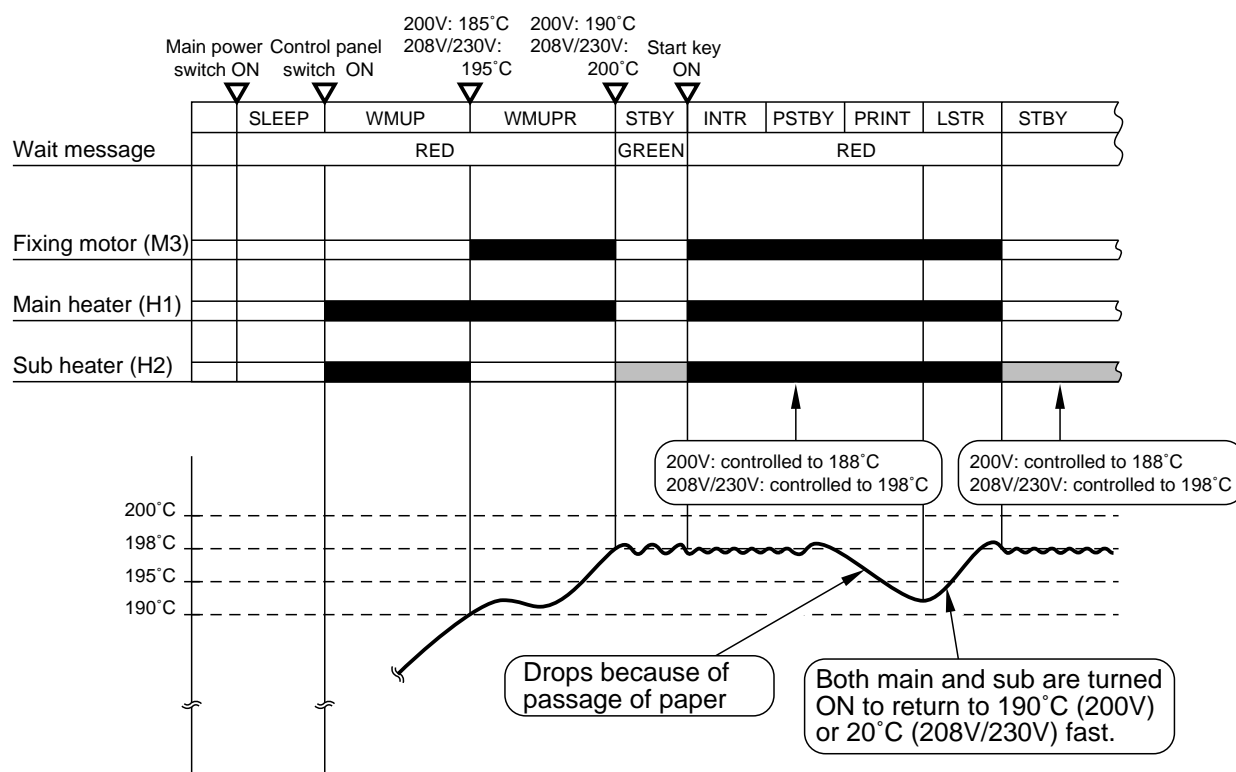 200V: 185˚C
208V/230V:
195˚C
200V: 190˚C
208V/230V:
200˚C
Main power
switch ON
Control panel
switch ON
Start key
ON
SLEEP WMUP WMUPR STBY INTR PSTBY PRINT LSTR STBY
Wait message RED GREEN RED
Fixing motor (M3)
Main heater (H1)
Sub heater (H2)
200V: controlled to 188˚C
208V/230V: controlled to 198˚C
200V: controlled to 188˚C
208V/230V: controlled to 198˚C
200˚C
198˚C
195˚C
190˚C
Drops because of
passage of paper
Both main and sub are turned
ON to return to 190˚C (200V)
or 20˚C (208V/230V) fast.